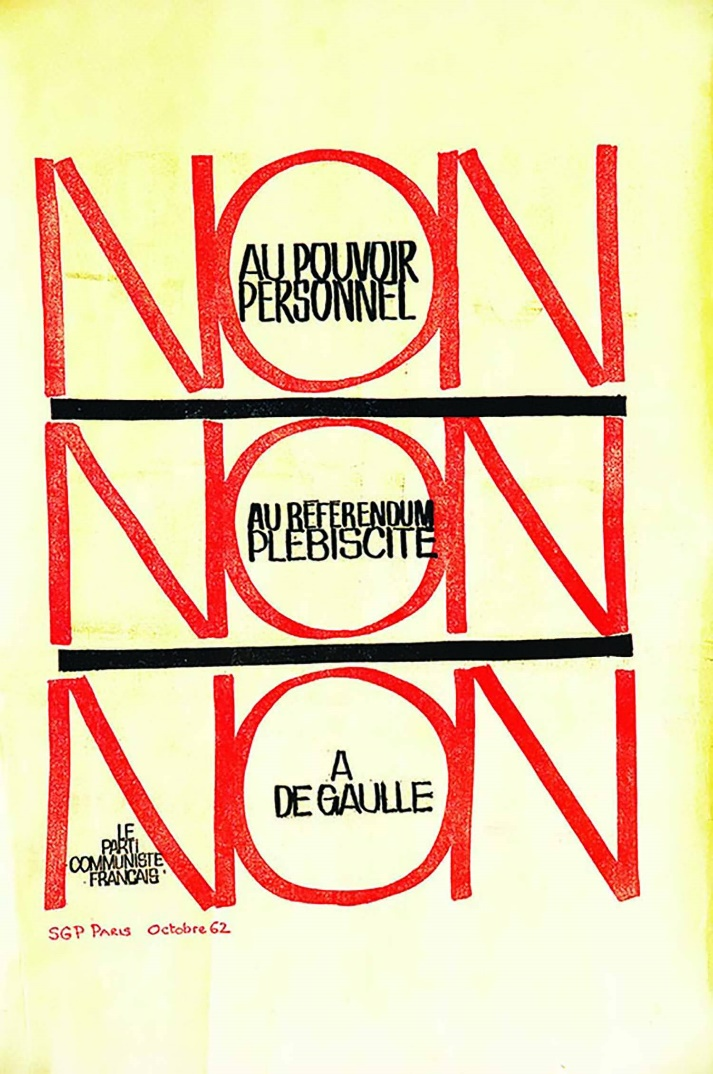 NON
AU POUVOIR
PERSONNEL
NON
AU REFERENDUM
PLEBISCITE
NON
A
DE GAULLE
LE
PARTI
COMMUNISTE
FRANCAIS
SGP PARIS Octobre 62